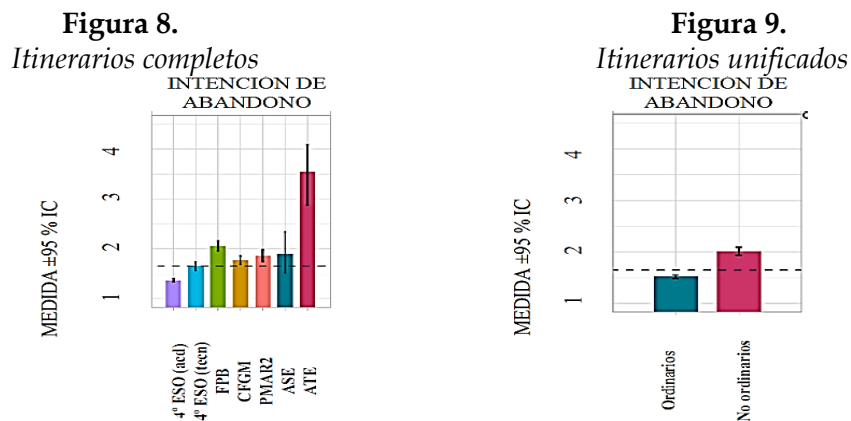 Figura 8.
Itinerarios completos
INTENCION DE
ABANDONO
MEDIDA ±95 % IC
4
3
2
1
4º ESO (acd)
4º ESO (tecn)
FPB
CFGM
PMAR2
ASE
ATE
Figura 9.
Itinerarios unificados
INTENCION DE
ABANDONO
MEDIDA ±95 % IC
4
3
2
1
Ordinarios
No ordinarios